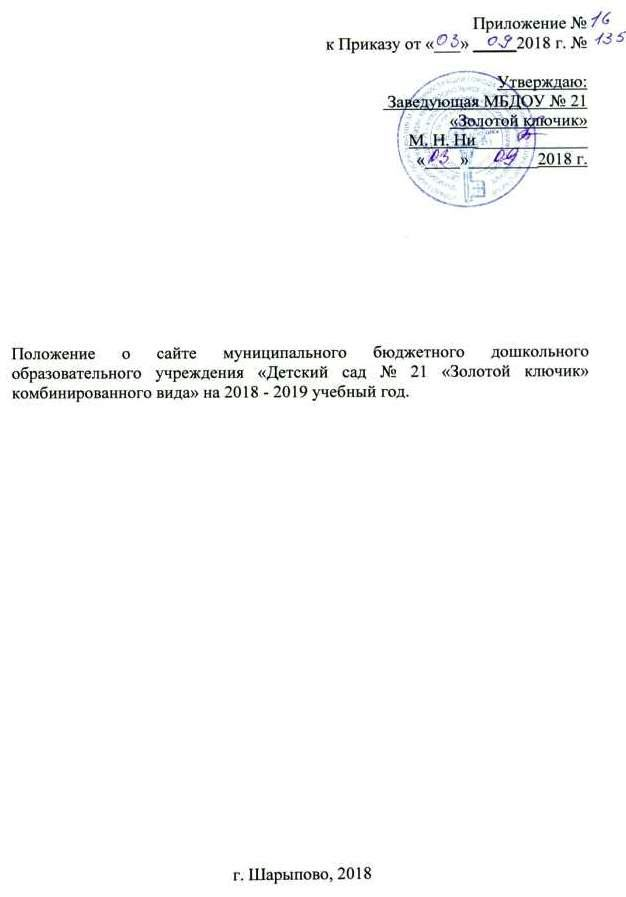 Приложение № 16
к Приказу от «03» 09 2018 г. № 135
Утверждаю:
Заведующая МБДОУ № 21
«Золотой ключик»
М. Н. Ни
«03» 09 2018 г.
Положение о сайте муниципального бюджетного дошкольного
образовательного учреждения «Детский сад № 21 «Золотой ключик»
комбинированного вида» на 2018 - 2019 учебный год.
г. Шарыпово, 2018